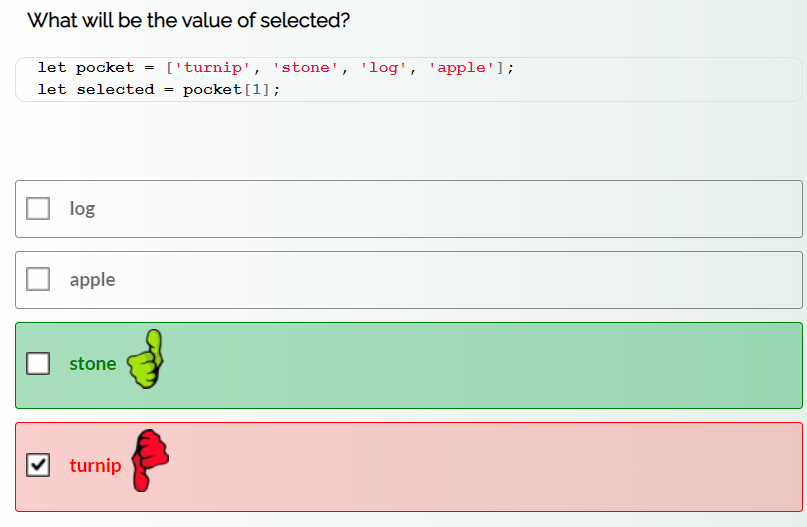 What will be the value of selected?
let pocket = ['turnip', 'stone', 'log', 'apple'];
let selected = pocket[1];
log
apple
stone
turnip